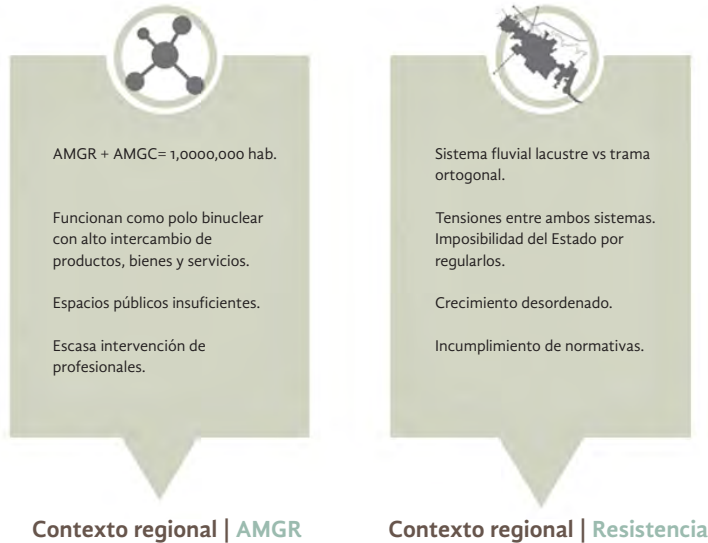 AMGR + AMGC= 1,0000,000 hab.
Funcionan como polo binuclear
con alto intercambio de
productos, bienes y servicios.
Espacios públicos insuficientes.
Escasa intervención de
profesionales.
Contexto regional | AMGR
Sistema fluvial lacustre vs trama
ortogonal.
Tensiones entre ambos sistemas.
Imposibilidad del Estado por
regularlos.
Crecimiento desordenado.
Incumplimiento de normativas.
Contexto regional | Resistencia